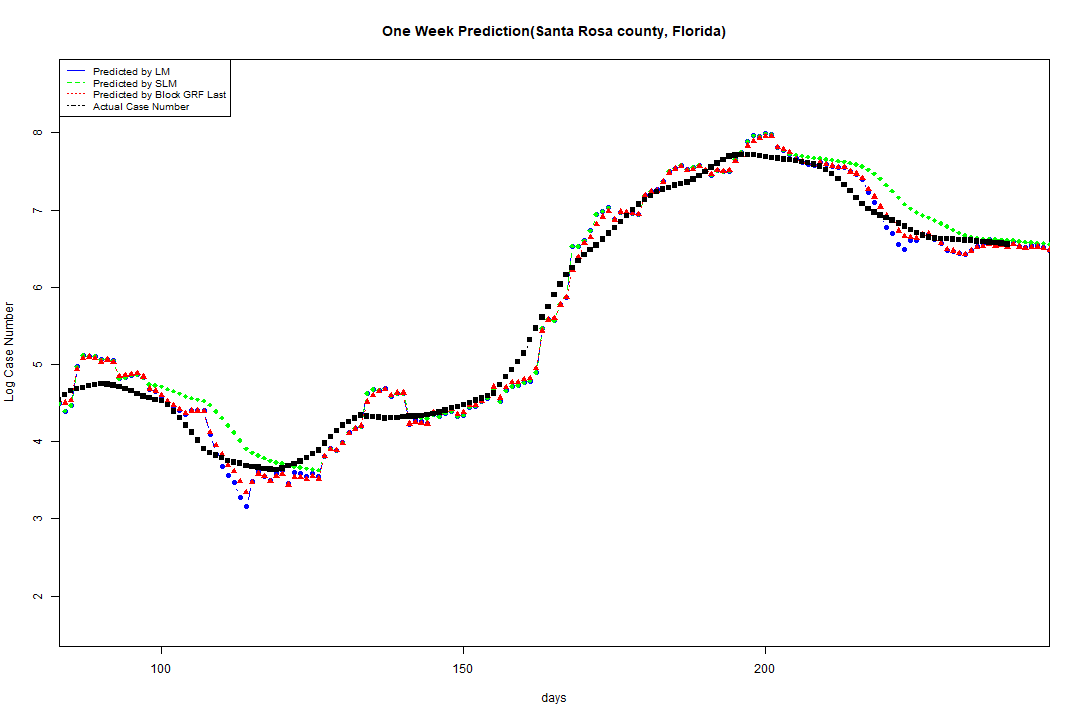 One Week Prediction(Santa Rosa county, Florida)
Predicted by LM
Predicted by SLM
Predicted by Block GRF Last
Actual Case Number
8
7
6
5
4
3
2
Log Case Number
100 150 200
days